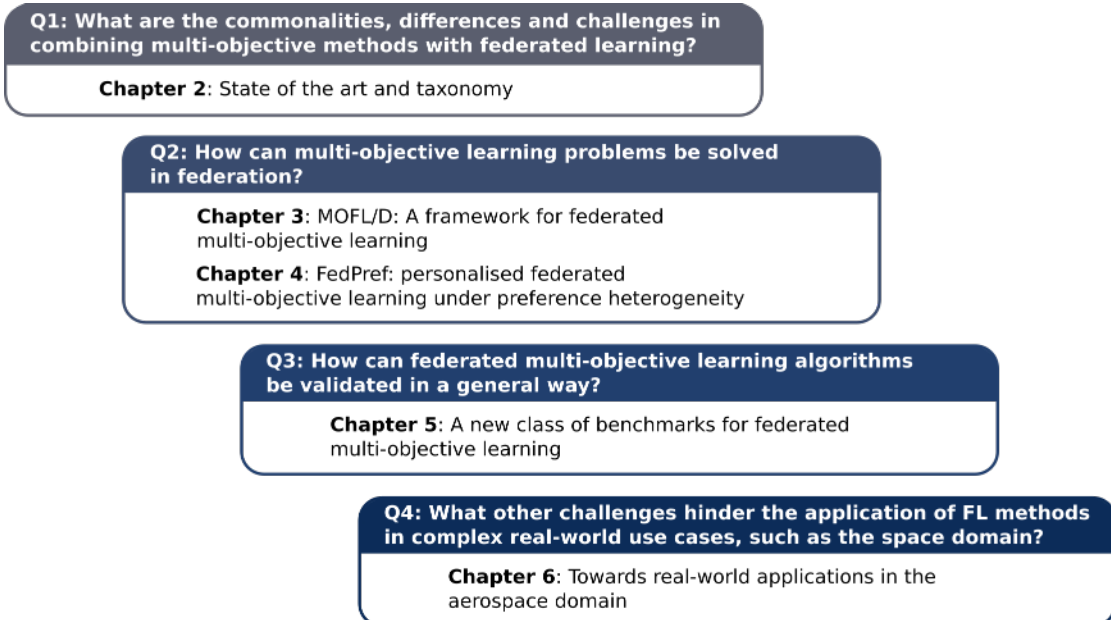 Q1: What are the commonalities, differences and challenges in
combining multi-objective methods with federated learning?
Chapter 2: State of the art and taxonomy
Q2: How can multi-objective learning problems be solved
in federation?
Chapter 3: MOFL/D: A framework for federated
multi-objective learning
Chapter 4: FedPref: personalised federated
multi-objective learning under preference heterogeneity
Q3: How can federated multi-objective learning algorithms
be validated in a general way?
Chapter 5: A new class of benchmarks for federated
multi-objective learning
Q4: What other challenges hinder the application of FL methods
in complex real-world use cases, such as the space domain?
Chapter 6: Towards real-world applications in the
aerospace domain